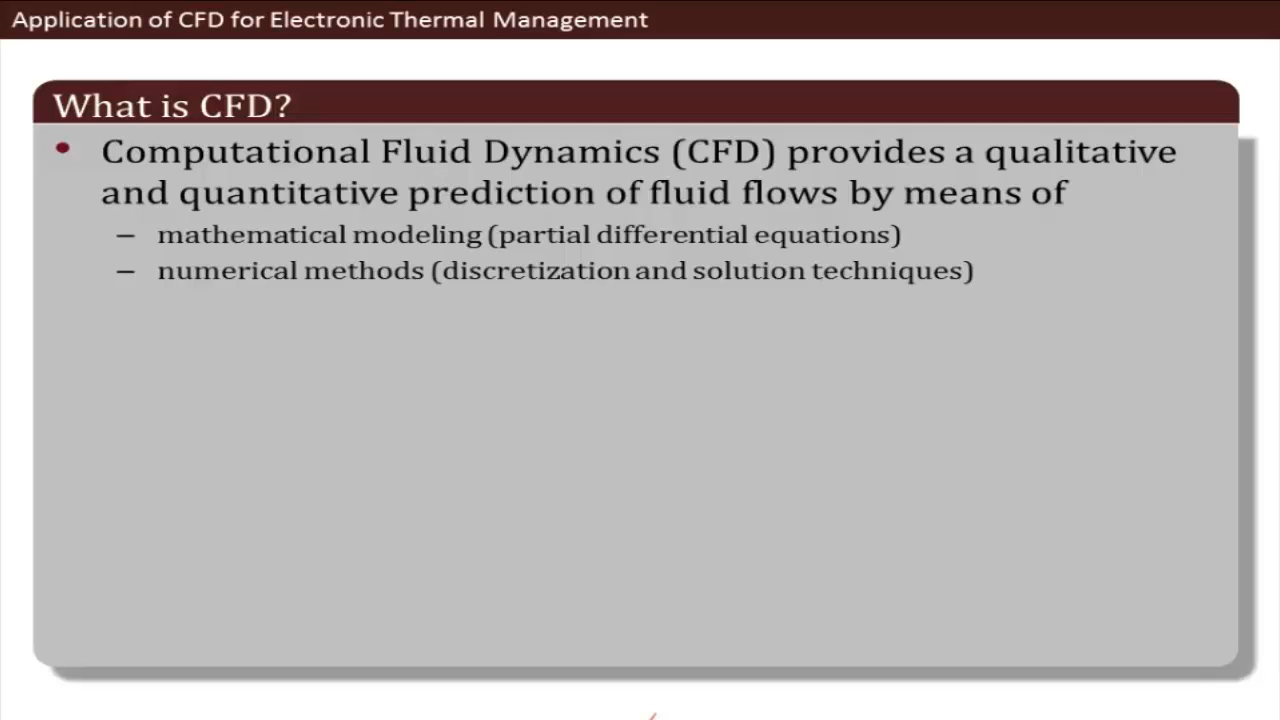 Application of CFD for Electronic Thermal Management
What is CFD?
• Computational Fluid Dynamics (CFD) provides a qualitative
and quantitative prediction of fluid flows by means of
– mathematical modeling (partial differential equations)
– numerical methods (discretization and solution techniques)